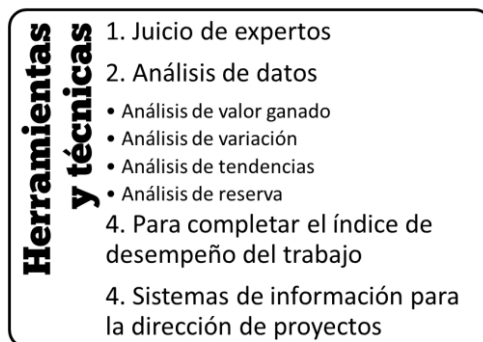 Herramientas
y técnicas
1. Juicio de expertos
2. Análisis de datos
• Análisis de valor ganado
• Análisis de variación
• Análisis de tendencias
• Análisis de reserva
4. Para completar el índice de
desempeño del trabajo
4. Sistemas de información para
la dirección de proyectos